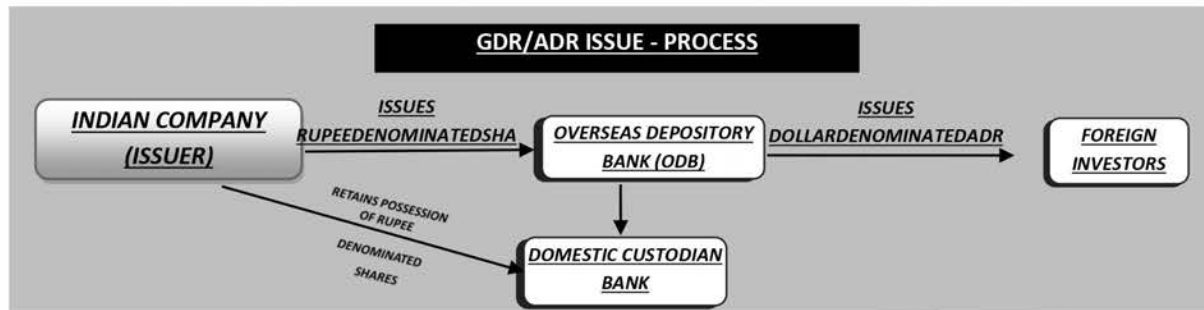 GDR/ADR ISSUE - PROCESS
INDIAN COMPANY
(ISSUER)
ISSUES
RUPEEDENOMINATEDSHA
OVERSEAS DEPOSITORY
BANK (ODB)
ISSUES
DOLLARDENOMINATEDADR
FOREIGN
INVESTORS
RETAINS POSSESSION
OF RUPEE
DENOMINATED
SHARES
DOMESTIC CUSTODIAN
BANK